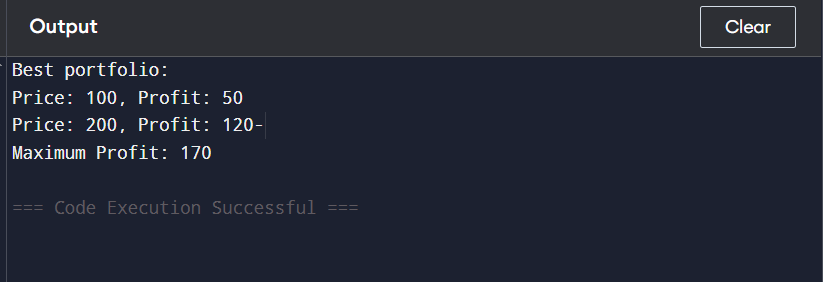 Output
Clear
Best portfolio:
Price: 100, Profit: 50
Price: 200, Profit: 120-
Maximum Profit: 170
=== Code Execution Successful ===